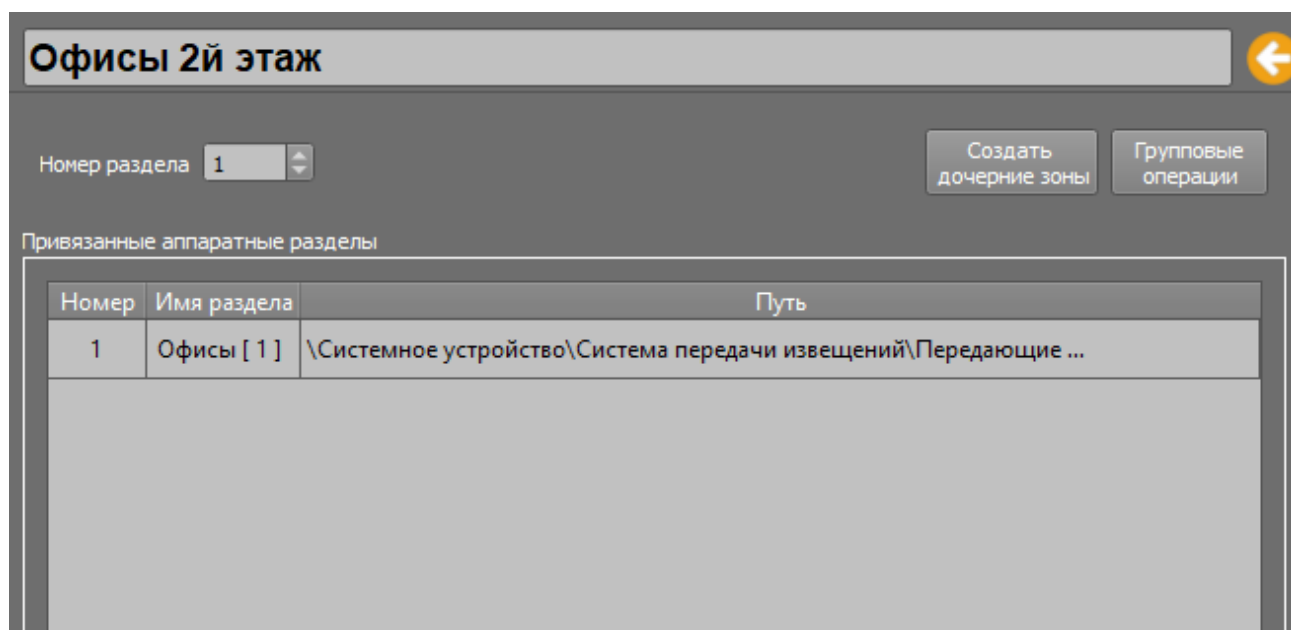 Офисы 2й этаж
Номер раздела 1
Создать
дочерние зоны
Групповые
операции
Привязанные аппаратные разделы
Номер Имя раздела Путь
1 Офисы [ 1 ] \Системное устройство\Система передачи извещений\Передающие ...